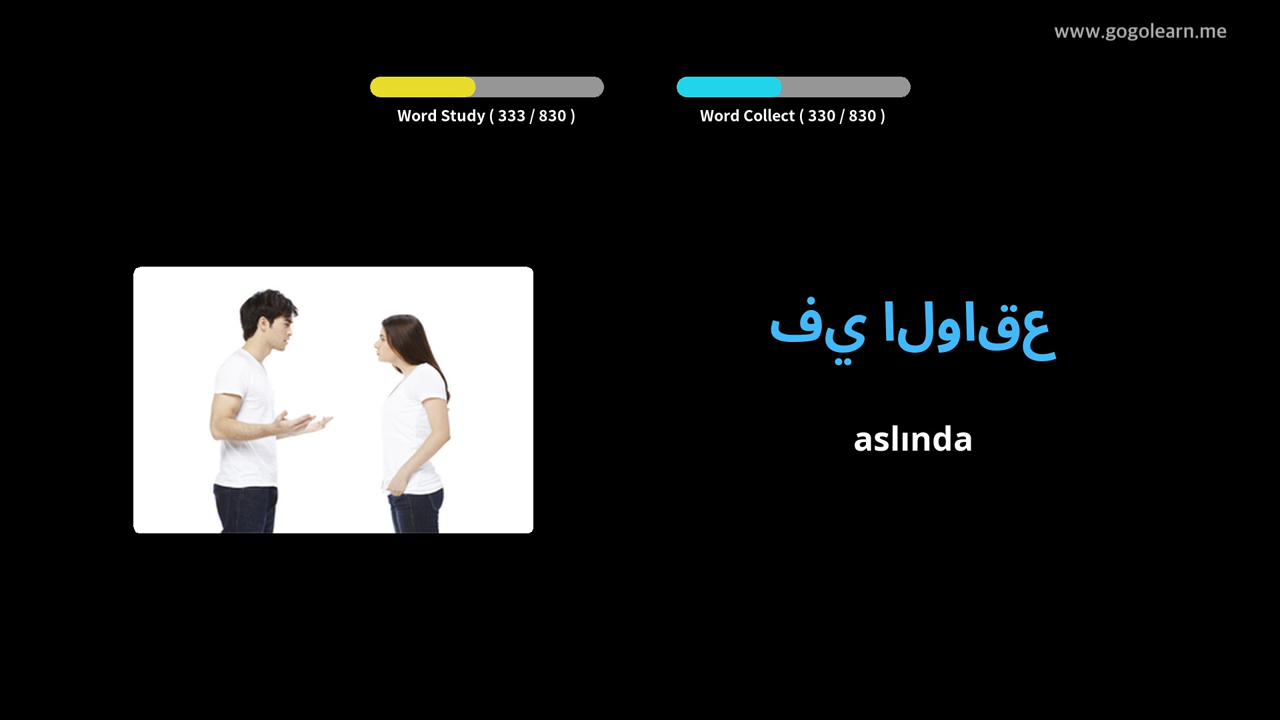 www.gogolearn.me
Word Study ( 333 / 830 )
Word Collect ( 330 / 830 )
في الواقع
aslında